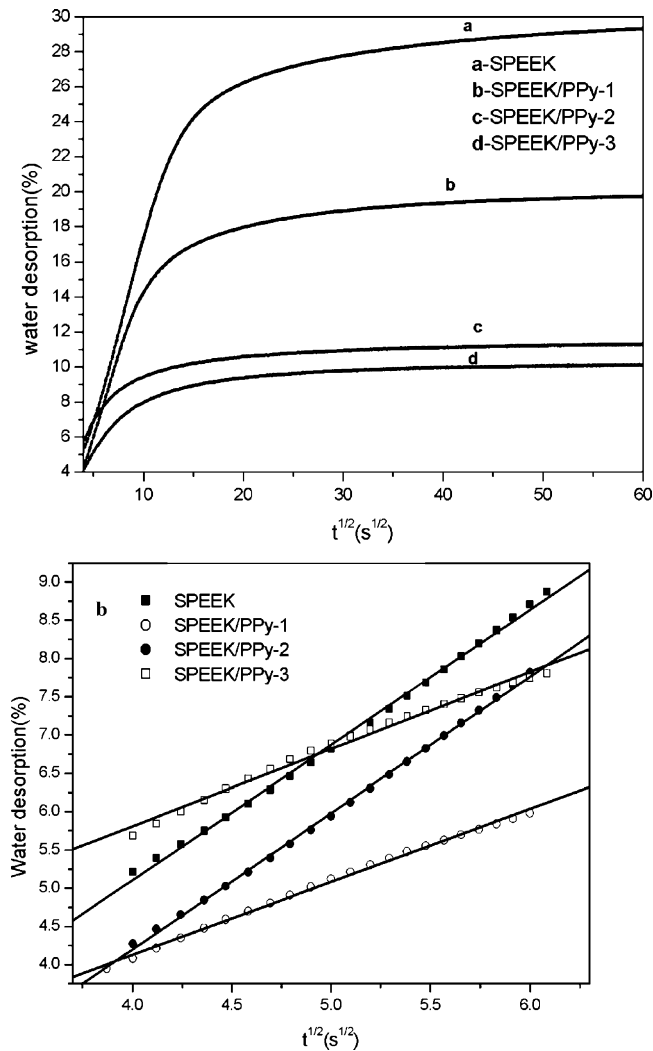 30
28
26
24
22
20
18
16
14
12
10
8
6
4
water desorption(%)
a
a-SPEEK
b-SPEEK/PPy-1
c-SPEEK/PPy-2
d-SPEEK/PPy-3
b
c
d
10 20 30 40 50 60
t^1/2(s^1/2)
b
SPEEK
SPEEK/PPy-1
SPEEK/PPy-2
SPEEK/PPy-3
9.0
8.5
8.0
7.5
7.0
6.5
6.0
5.5
5.0
4.5
4.0
Water desorption(%)
4.0 4.5 5.0 5.5 6.0
t^1/2(s^1/2)